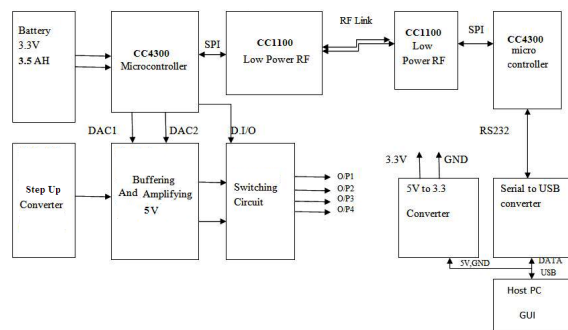 Battery
3.3V
3.5 AH
CC4300
Microcontroller
SPI
CC1100
Low Power RF
RF Link
CC1100
Low
Power RF
SPI
CC4300
micro
controller
DAC1
DAC2
D.I/O
RS232
Step Up
Converter
Buffering
And Amplifying
5V
Switching
Circuit
O/P1
O/P2
O/P3
O/P4
3.3V
GND
5V to 3.3
Converter
Serial to USB
converter
5V,GND
DATA
USB
Host PC
GUI